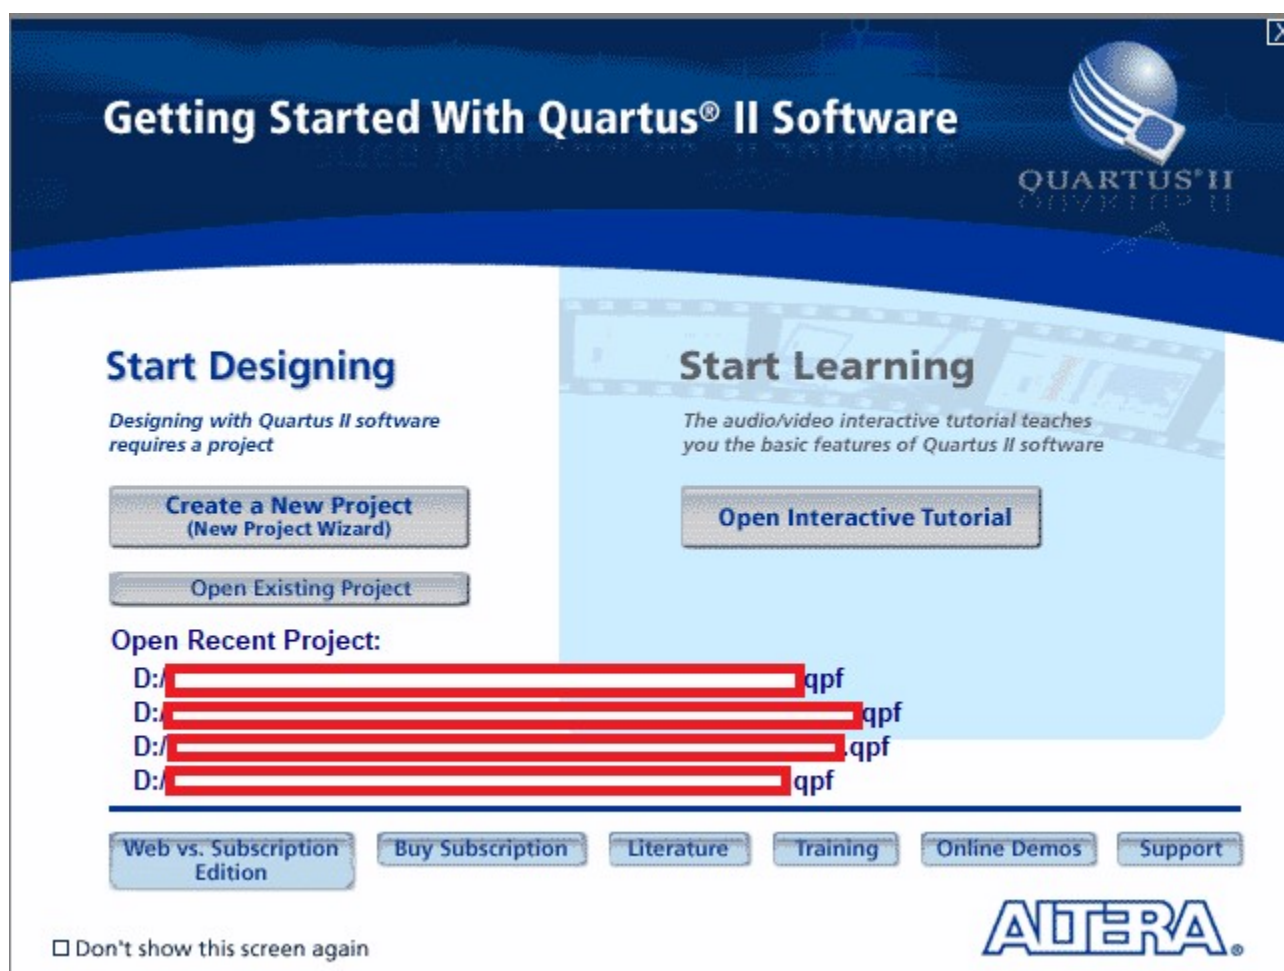 X
Getting Started With Quartus® II Software
QUARTUS® II
Start Designing
Designing with Quartus II software
requires a project
Create a New Project
(New Project Wizard)
Open Existing Project
Open Recent Project:
D:/ qpf
D:/ qpf
D:/ .qpf
D:/ qpf
Start Learning
The audio/video interactive tutorial teaches
you the basic features of Quartus II software
Open Interactive Tutorial
Web vs. Subscription
Edition
Buy Subscription
Literature
Training
Online Demos
Support
Don't show this screen again
ALTERA®